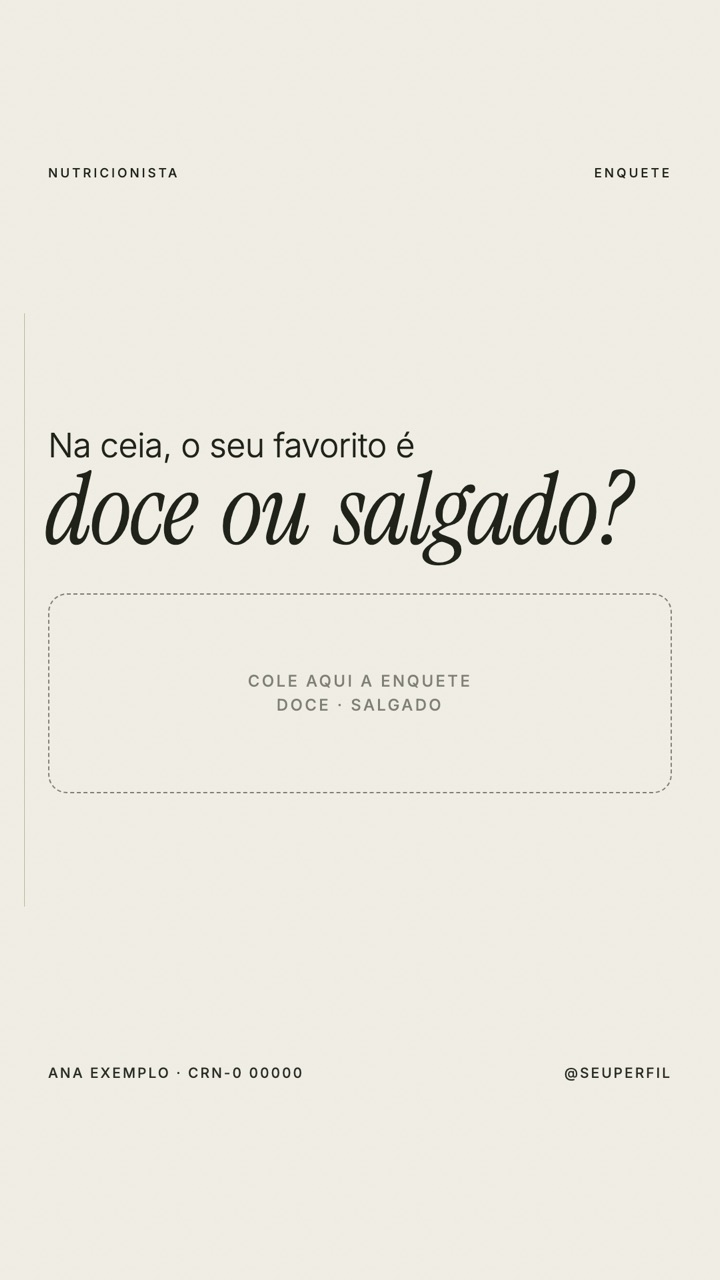 NUTRICIONISTA
ENQUETE
Na ceia, o seu favorito é
doce ou salgado?
COLE AQUI A ENQUETE
DOCE · SALGADO
ANA EXEMPLO · CRN-0 00000
@SEUPERFIL